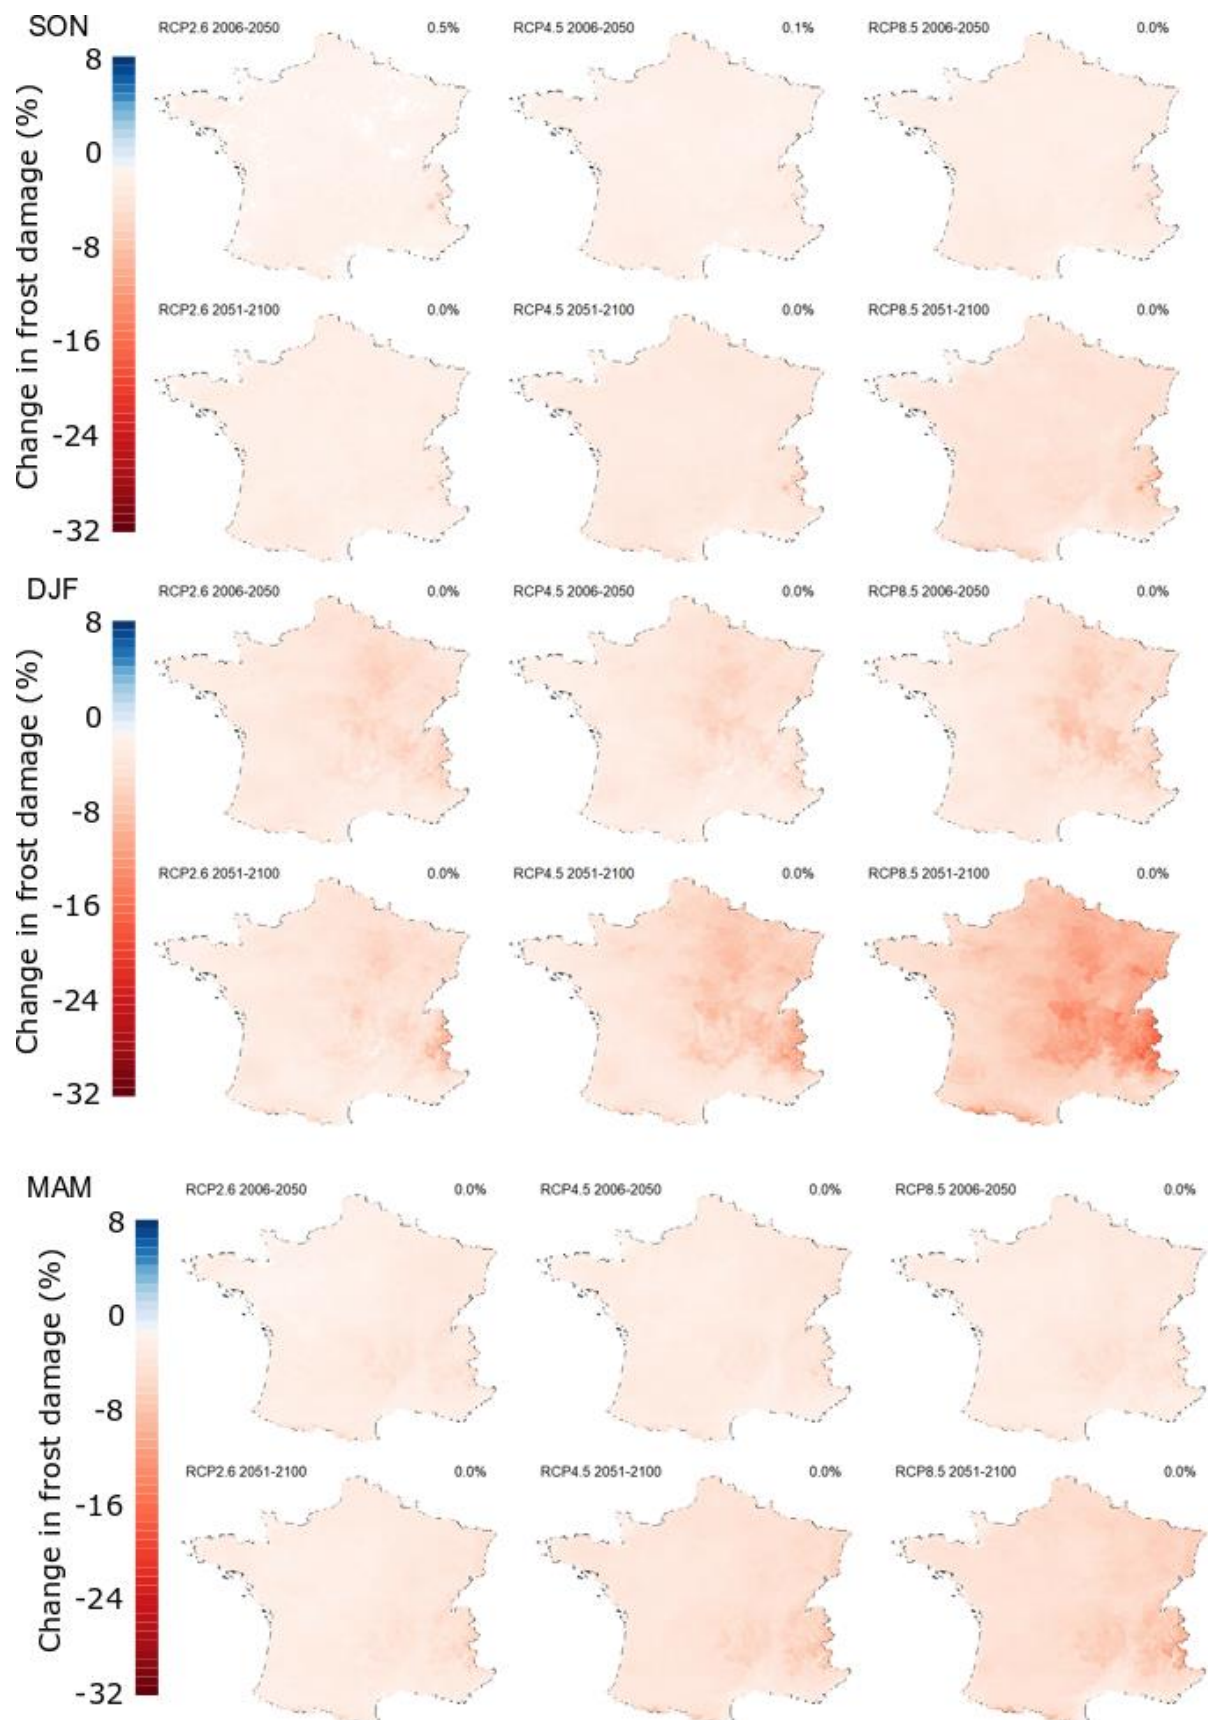 SON
RCP2.6 2006-2050 0.5% RCP4.5 2006-2050 0.1% RCP8.5 2006-2050 0.0%
8
0
-8
-16
-24
-32
Change in frost damage (%)
RCP2.6 2051-2100 0.0% RCP4.5 2051-2100 0.0% RCP8.5 2051-2100 0.0%
DJF
RCP2.6 2006-2050 0.0% RCP4.5 2006-2050 0.0% RCP8.5 2006-2050 0.0%
8
0
-8
-16
-24
-32
Change in frost damage (%)
RCP2.6 2051-2100 0.0% RCP4.5 2051-2100 0.0% RCP8.5 2051-2100 0.0%
MAM
RCP2.6 2006-2050 0.0% RCP4.5 2006-2050 0.0% RCP8.5 2006-2050 0.0%
8
0
-8
-16
-24
-32
Change in frost damage (%)
RCP2.6 2051-2100 0.0% RCP4.5 2051-2100 0.0% RCP8.5 2051-2100 0.0%